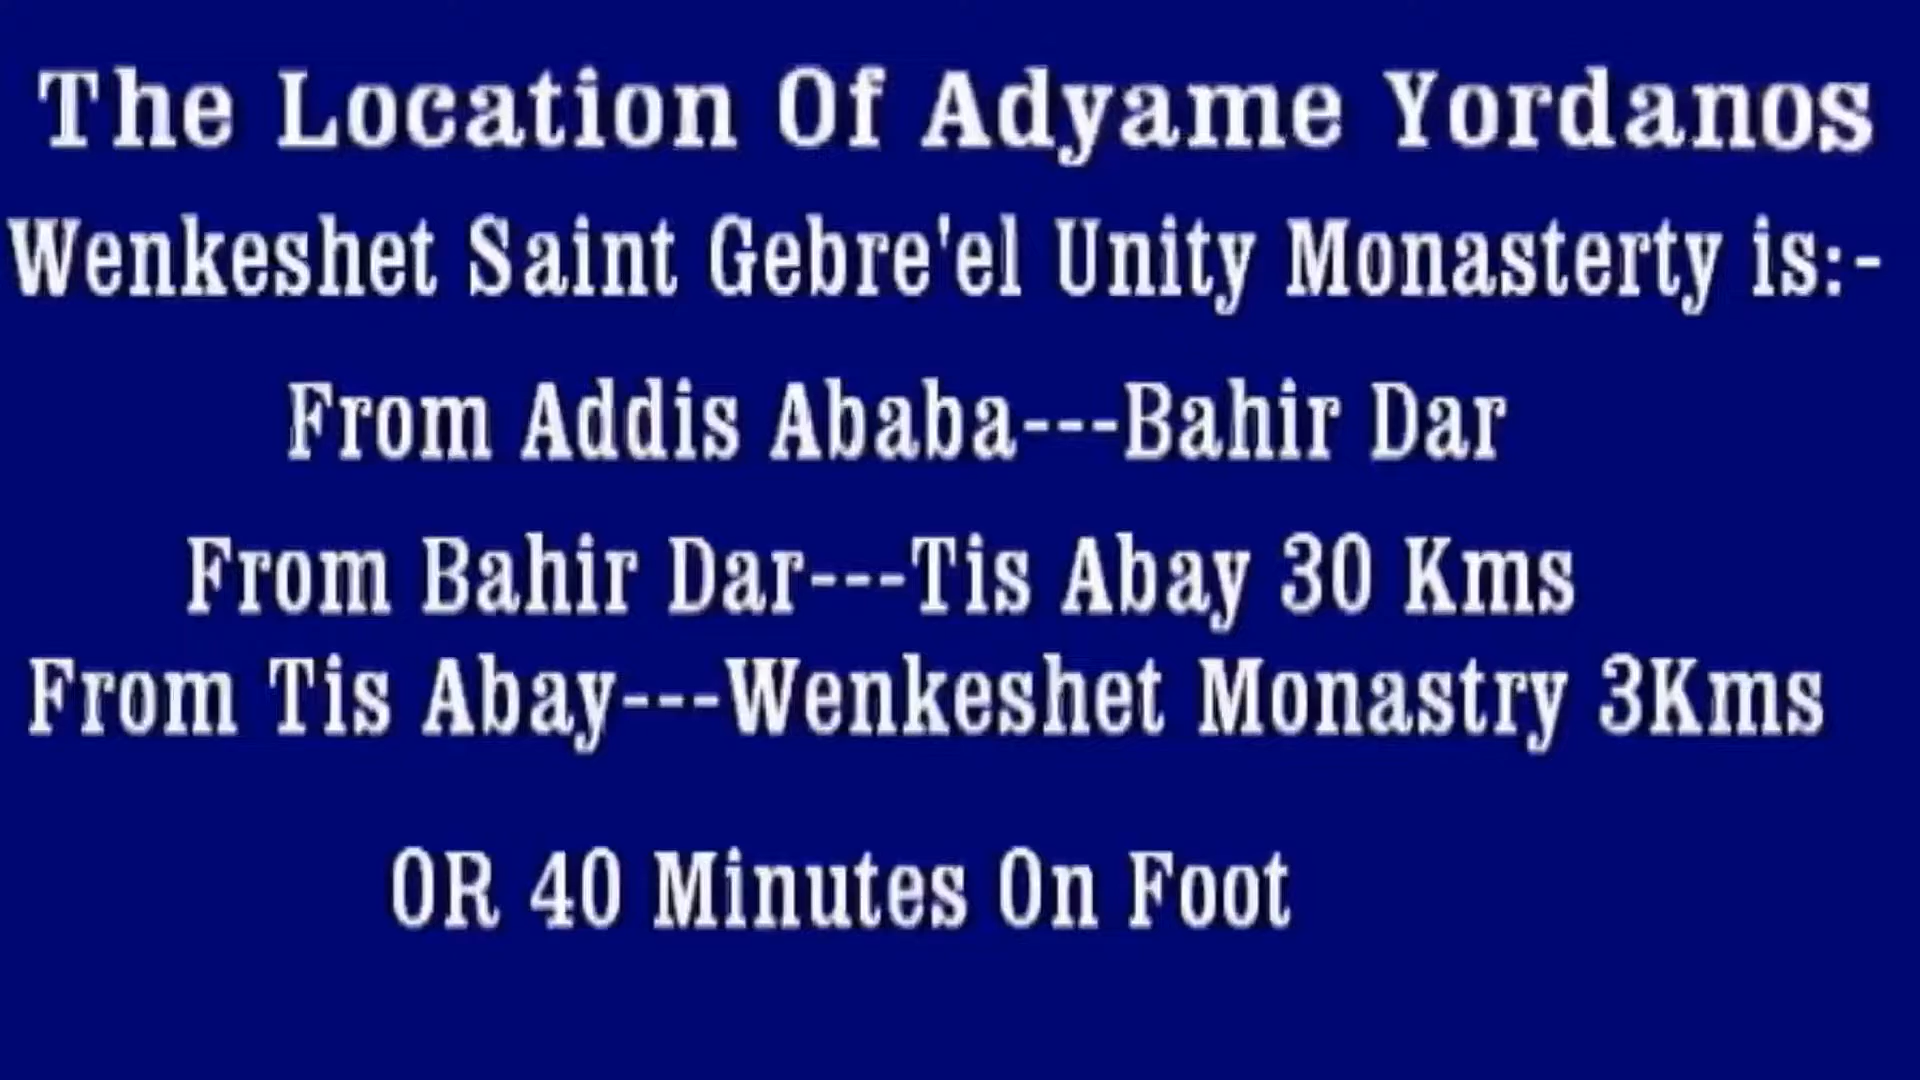 The Location Of Adyame Yordanos
Wenkeshet Saint Gebre'el Unity Monasterty is:-
From Addis Ababa---Bahir Dar
From Bahir Dar---Tis Abay 30 Kms
From Tis Abay---Wenkeshet Monastry 3Kms
OR 40 Minutes On Foot